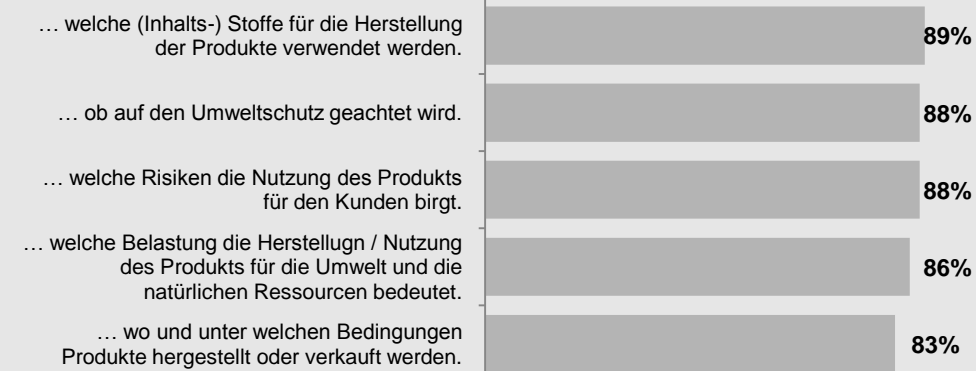 … welche (Inhalts-) Stoffe für die Herstellung
der Produkte verwendet werden.
89%
… ob auf den Umweltschutz geachtet wird.
88%
… welche Risiken die Nutzung des Produkts
für den Kunden birgt.
88%
… welche Belastung die Herstellugn / Nutzung
des Produkts für die Umwelt und die
natürlichen Ressourcen bedeutet.
86%
… wo und unter welchen Bedingungen
Produkte hergestellt oder verkauft werden.
83%